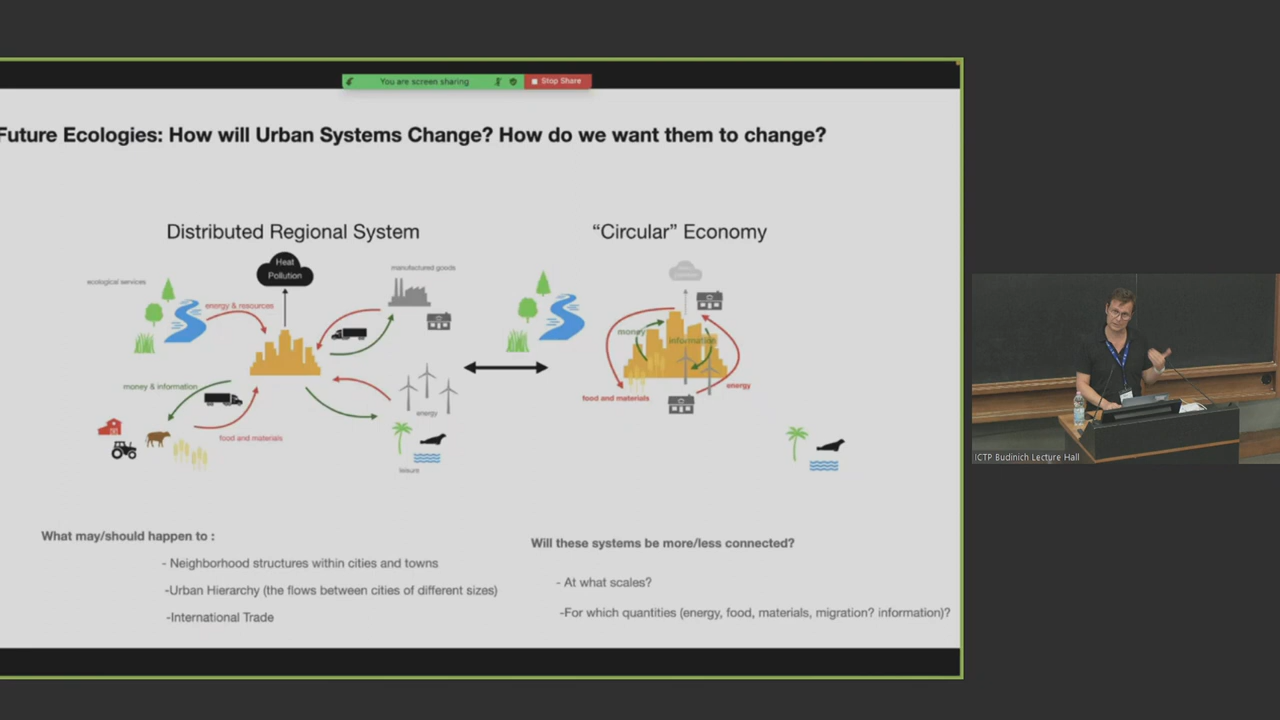 You are screen sharing
Stop Share
Future Ecologies: How will Urban Systems Change? How do we want them to change?
Distributed Regional System
“Circular” Economy
Heat
Pollution
manufactured goods
ecological services
energy & resources
money
information
money & information
energy
food and materials
energy
food and materials
leisure
What may/should happen to :
- Neighborhood structures within cities and towns
-Urban Hierarchy (the flows between cities of different sizes)
-International Trade
Will these systems be more/less connected?
- At what scales?
-For which quantities (energy, food, materials, migration? information)?
ICTP Budinich Lecture Hall